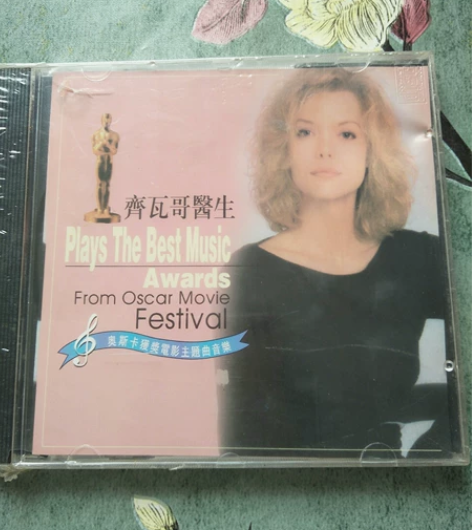 齊瓦哥醫生
Plays The Best Music
Awards
From Oscar Movie
Festival
奥斯卡獲獎電影主題曲音樂